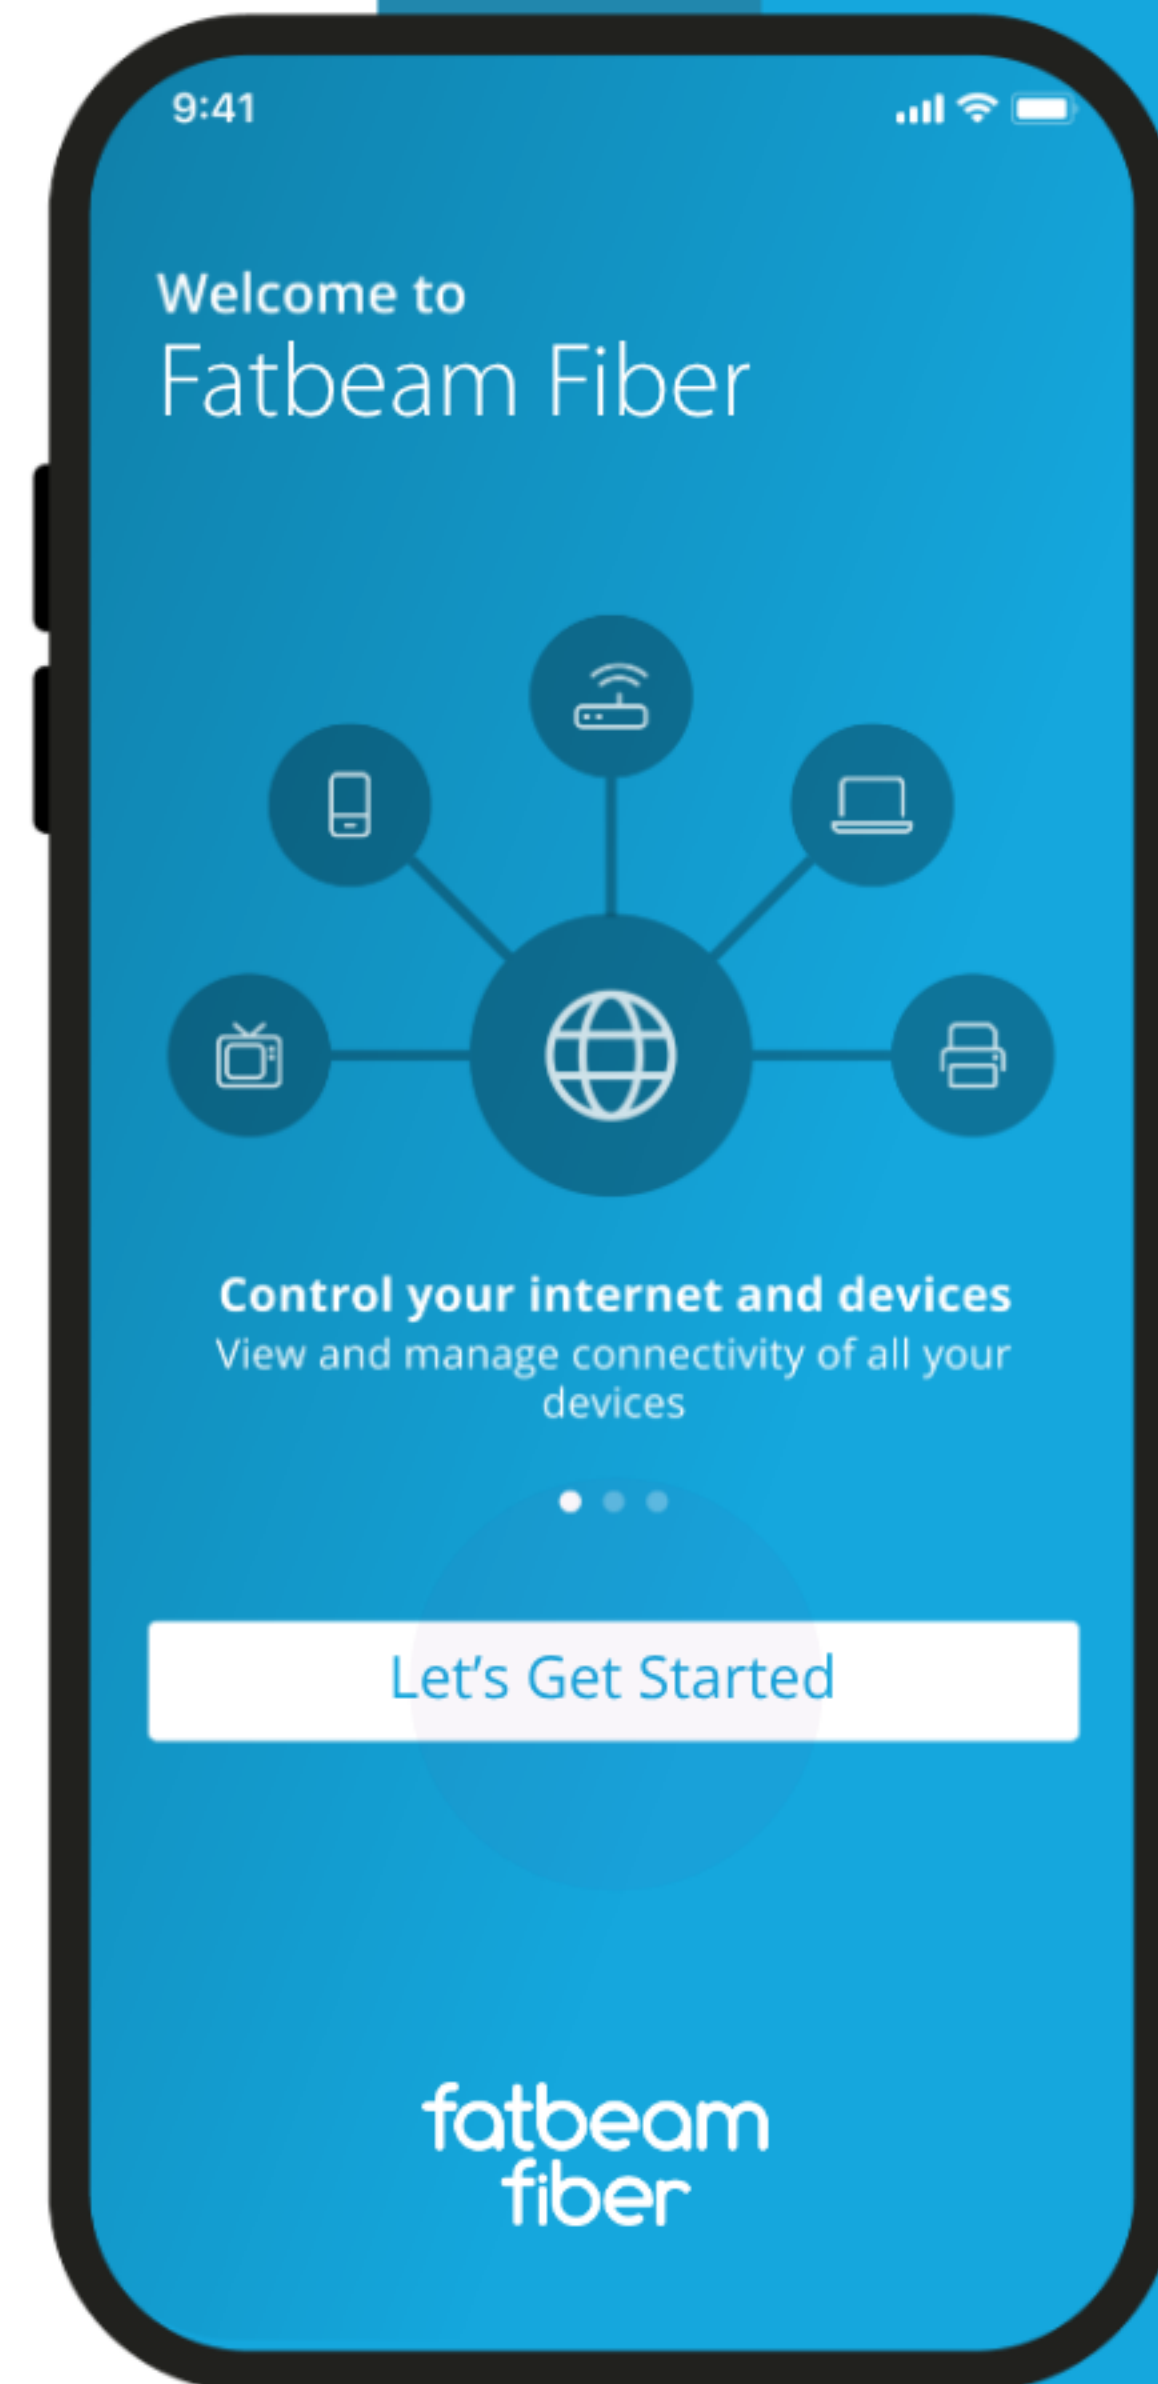 9:41
Welcome to
Fatbeam Fiber
Control your internet and devices
View and manage connectivity of all your
devices
Let’s Get Started
fatbeam
fiber